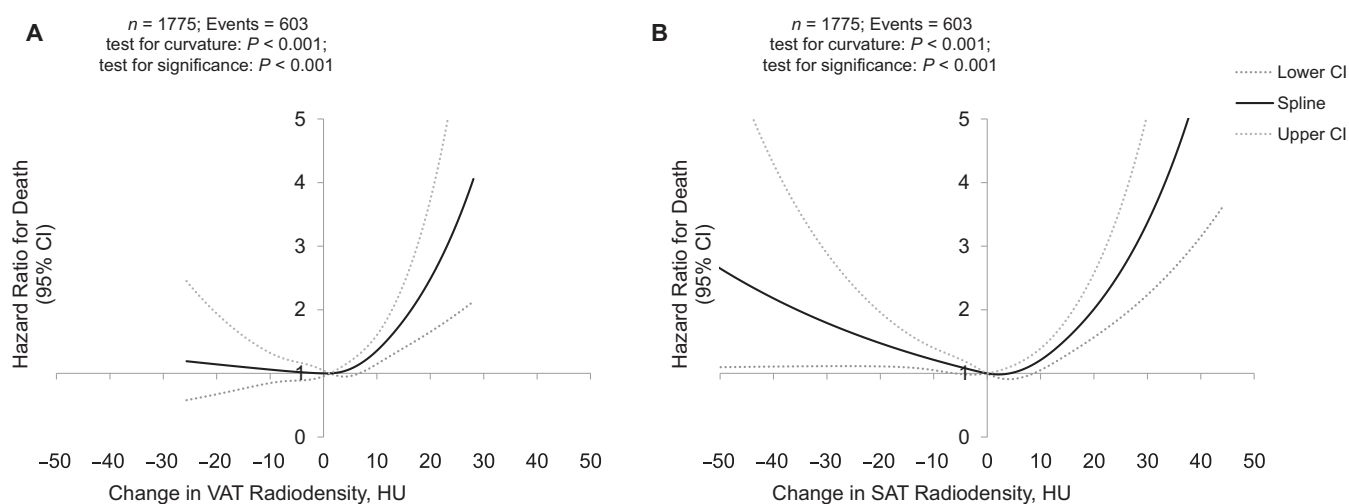 A
n = 1775; Events = 603
test for curvature: P < 0.001;
test for significance: P < 0.001
Hazard Ratio for Death
(95% CI)
5
4
3
2
1
0
–50 –40 –30 –20 –10 0 10 20 30 40 50
Change in VAT Radiodensity, HU
B
n = 1775; Events = 603
test for curvature: P < 0.001;
test for significance: P < 0.001
Hazard Ratio for Death
(95% CI)
5
4
3
2
1
0
–50 –40 –30 –20 –10 0 10 20 30 40 50
Change in SAT Radiodensity, HU
Lower CI
Spline
Upper CI